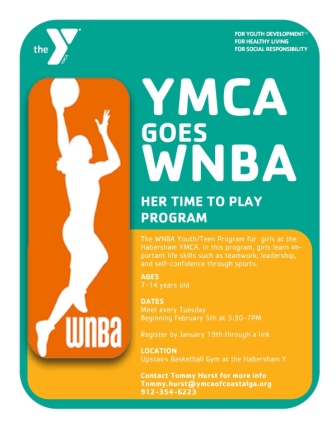 the Y
FOR YOUTH DEVELOPMENT®
FOR HEALTHY LIVING
FOR SOCIAL RESPONSIBILITY
YMCA
GOES
WNBA
HER TIME TO PLAY
PROGRAM
The WNBA Youth/Teen Program for girls at the
Habersham YMCA. In this program, girls learn im-
portant life skills such as teamwork, leadership,
and self-confidence through sports.
AGES
7-14 years old
DATES
Meet every Tuesday
Beginning February 5th at 5:30-7PM
Register by January 19th through a link
LOCATION
Upstairs Basketball Gym at the Habersham Y
Contact Tommy Hurst for more info
Tommy.hurst@ymcaofcoastalga.org
912-354-6223
WNBA